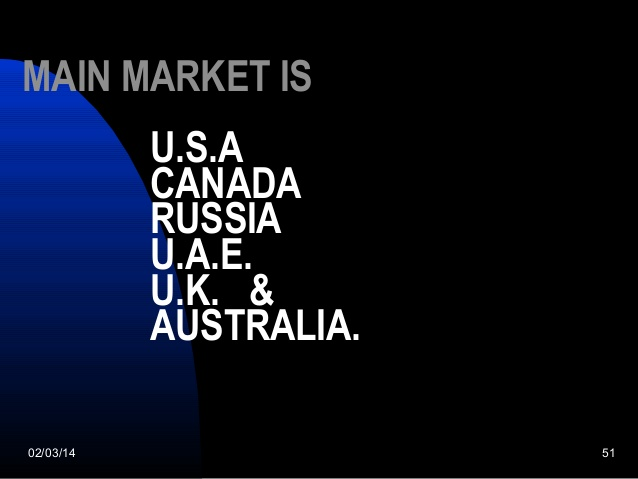 MAIN MARKET IS
U.S.A
CANADA
RUSSIA
U.A.E.
U.K. &
AUSTRALIA.
02/03/14
51